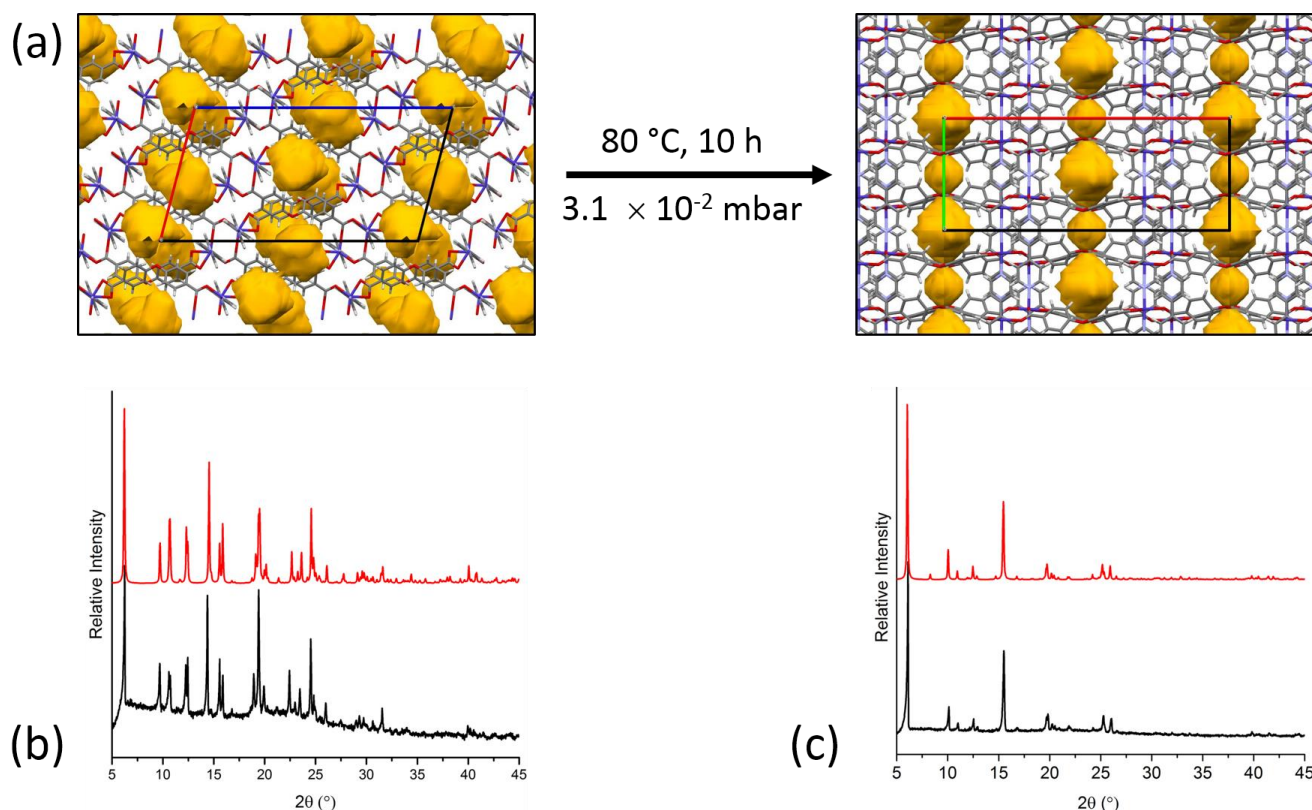 (a)
80 °C, 10 h
3.1 × 10-2 mbar
(b)
Relative Intensity
5 10 15 20 25 30 35 40 45
2θ (°)
(c)
Relative Intensity
5 10 15 20 25 30 35 40 45
2θ (°)